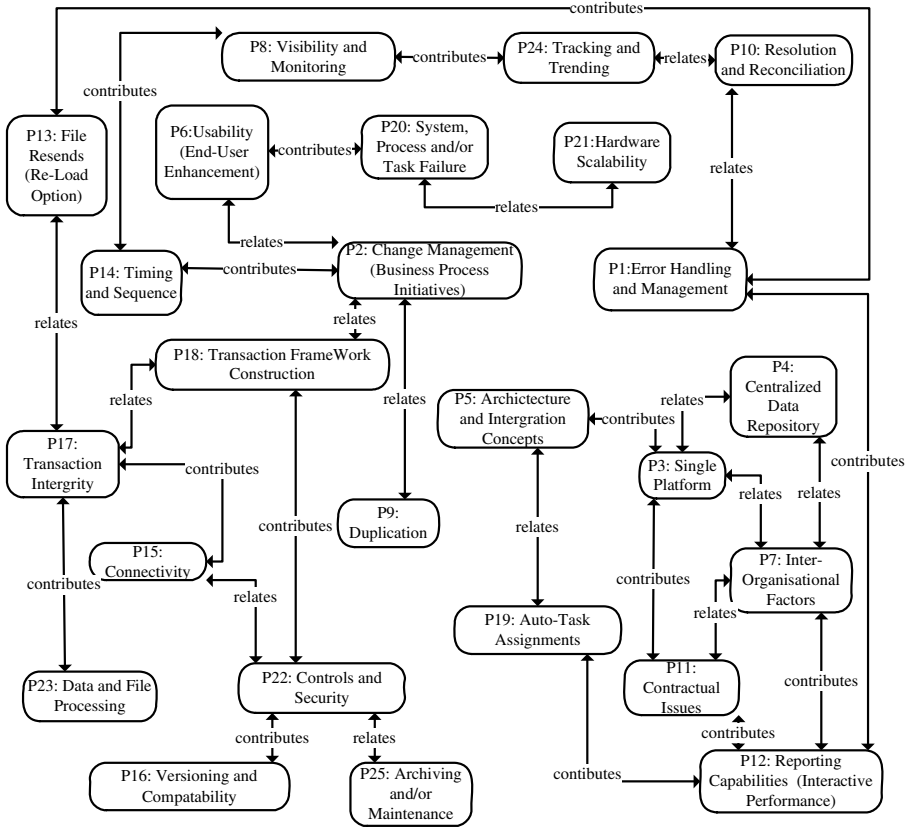 contributes
P8: Visibility and
Monitoring
contributes
P24: Tracking and
Trending
relates
P10: Resolution
and Reconciliation
contributes
P13: File
Resends
(Re-Load
Option)
P6:Usability
(End-User
Enhancement)
contributes
P20: System,
Process and/or
Task Failure
P21:Hardware
Scalability
relates
relates
relates
P14: Timing
and Sequence
contributes
P2: Change Management
(Business Process
Initiatives)
P1:Error Handling
and Management
relates
relates
P18: Transaction FrameWork
Construction
relates
relates
P5: Archictecture
and Intergration
Concepts
contributes
relates
P4:
Centralized
Data
Repository
P17:
Transaction
Intergrity
contributes
P3: Single
Platform
contributes
relates
relates
contributes
P9:
Duplication
relates
P15:
Connectivity
contributes
relates
contributes
P7: Inter-
Organisational
Factors
relates
P19: Auto-Task
Assignments
P23: Data and File
Processing
P22: Controls and
Security
P11:
Contractual
Issues
contributes
contributes
relates
contributes
P16: Versioning and
Compatability
P25: Archiving
and/or
Maintenance
contibutes
P12: Reporting
Capabilities (Interactive
Performance)